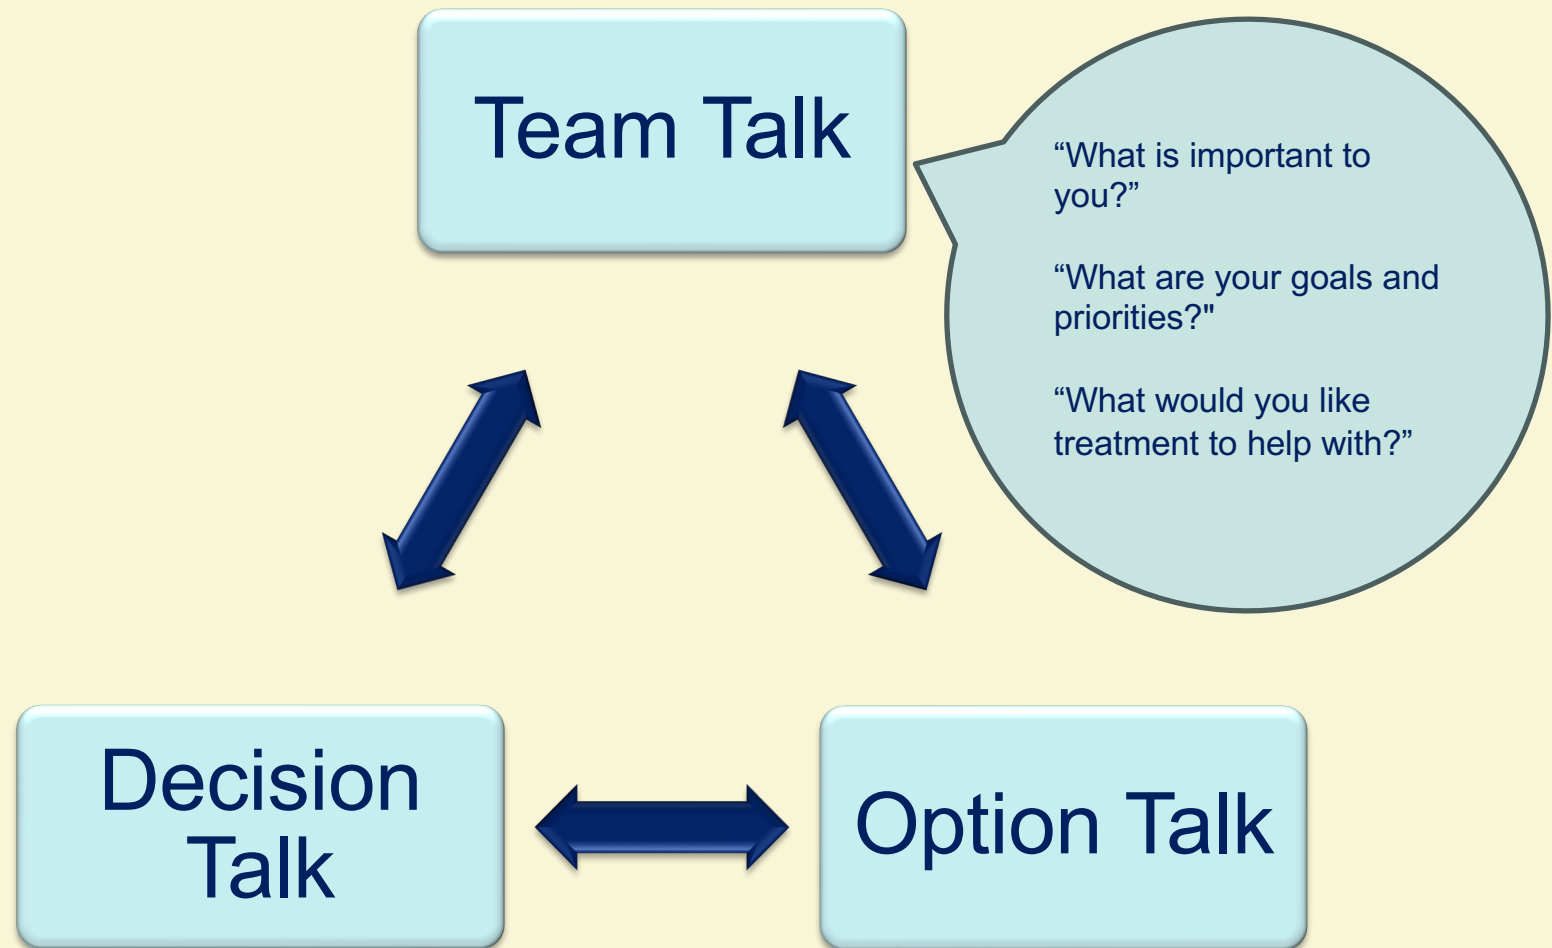 Team Talk
“What is important to
you?”
“What are your goals and
priorities?"
“What would you like
treatment to help with?”
Decision
Talk
Option Talk